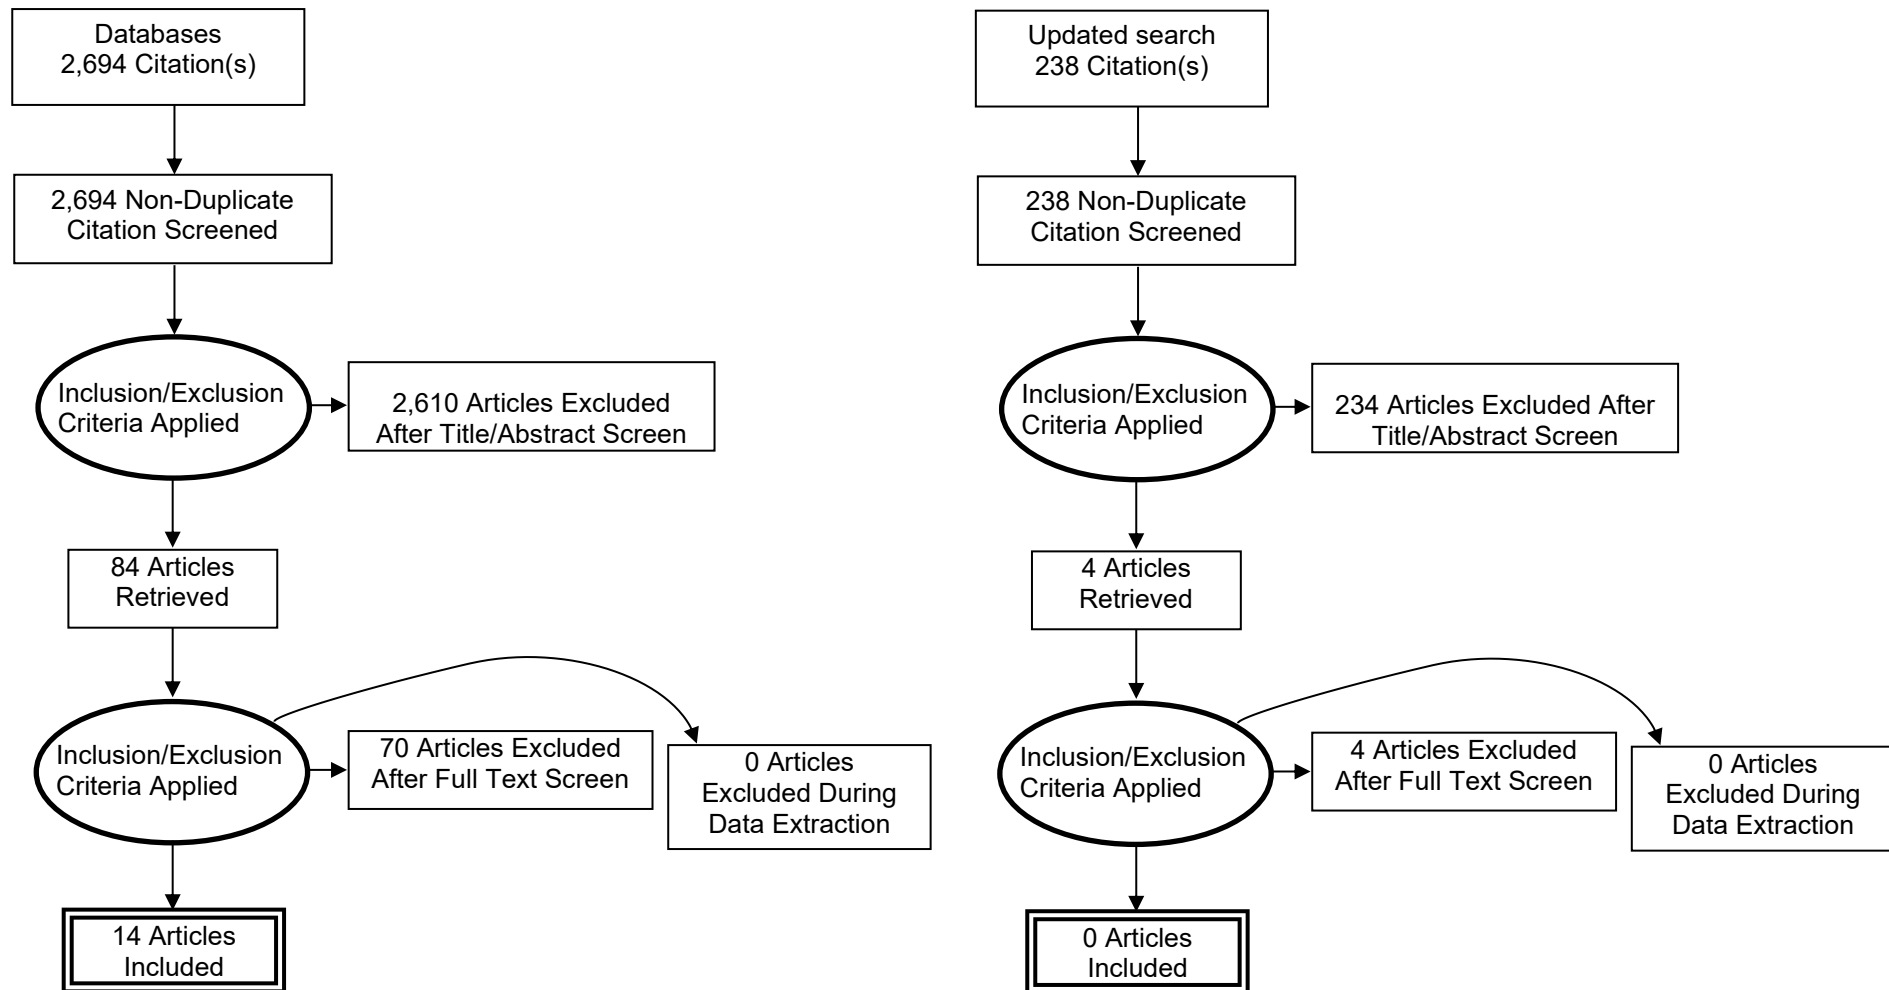 Databases
2,694 Citation(s)
2,694 Non-Duplicate
Citation Screened
Inclusion/Exclusion
Criteria Applied
2,610 Articles Excluded
After Title/Abstract Screen
84 Articles
Retrieved
Inclusion/Exclusion
Criteria Applied
70 Articles Excluded
After Full Text Screen
0 Articles
Excluded During
Data Extraction
14 Articles
Included
Updated search
238 Citation(s)
238 Non-Duplicate
Citation Screened
Inclusion/Exclusion
Criteria Applied
234 Articles Excluded After
Title/Abstract Screen
4 Articles
Retrieved
Inclusion/Exclusion
Criteria Applied
4 Articles Excluded
After Full Text Screen
0 Articles
Excluded During
Data Extraction
0 Articles
Included